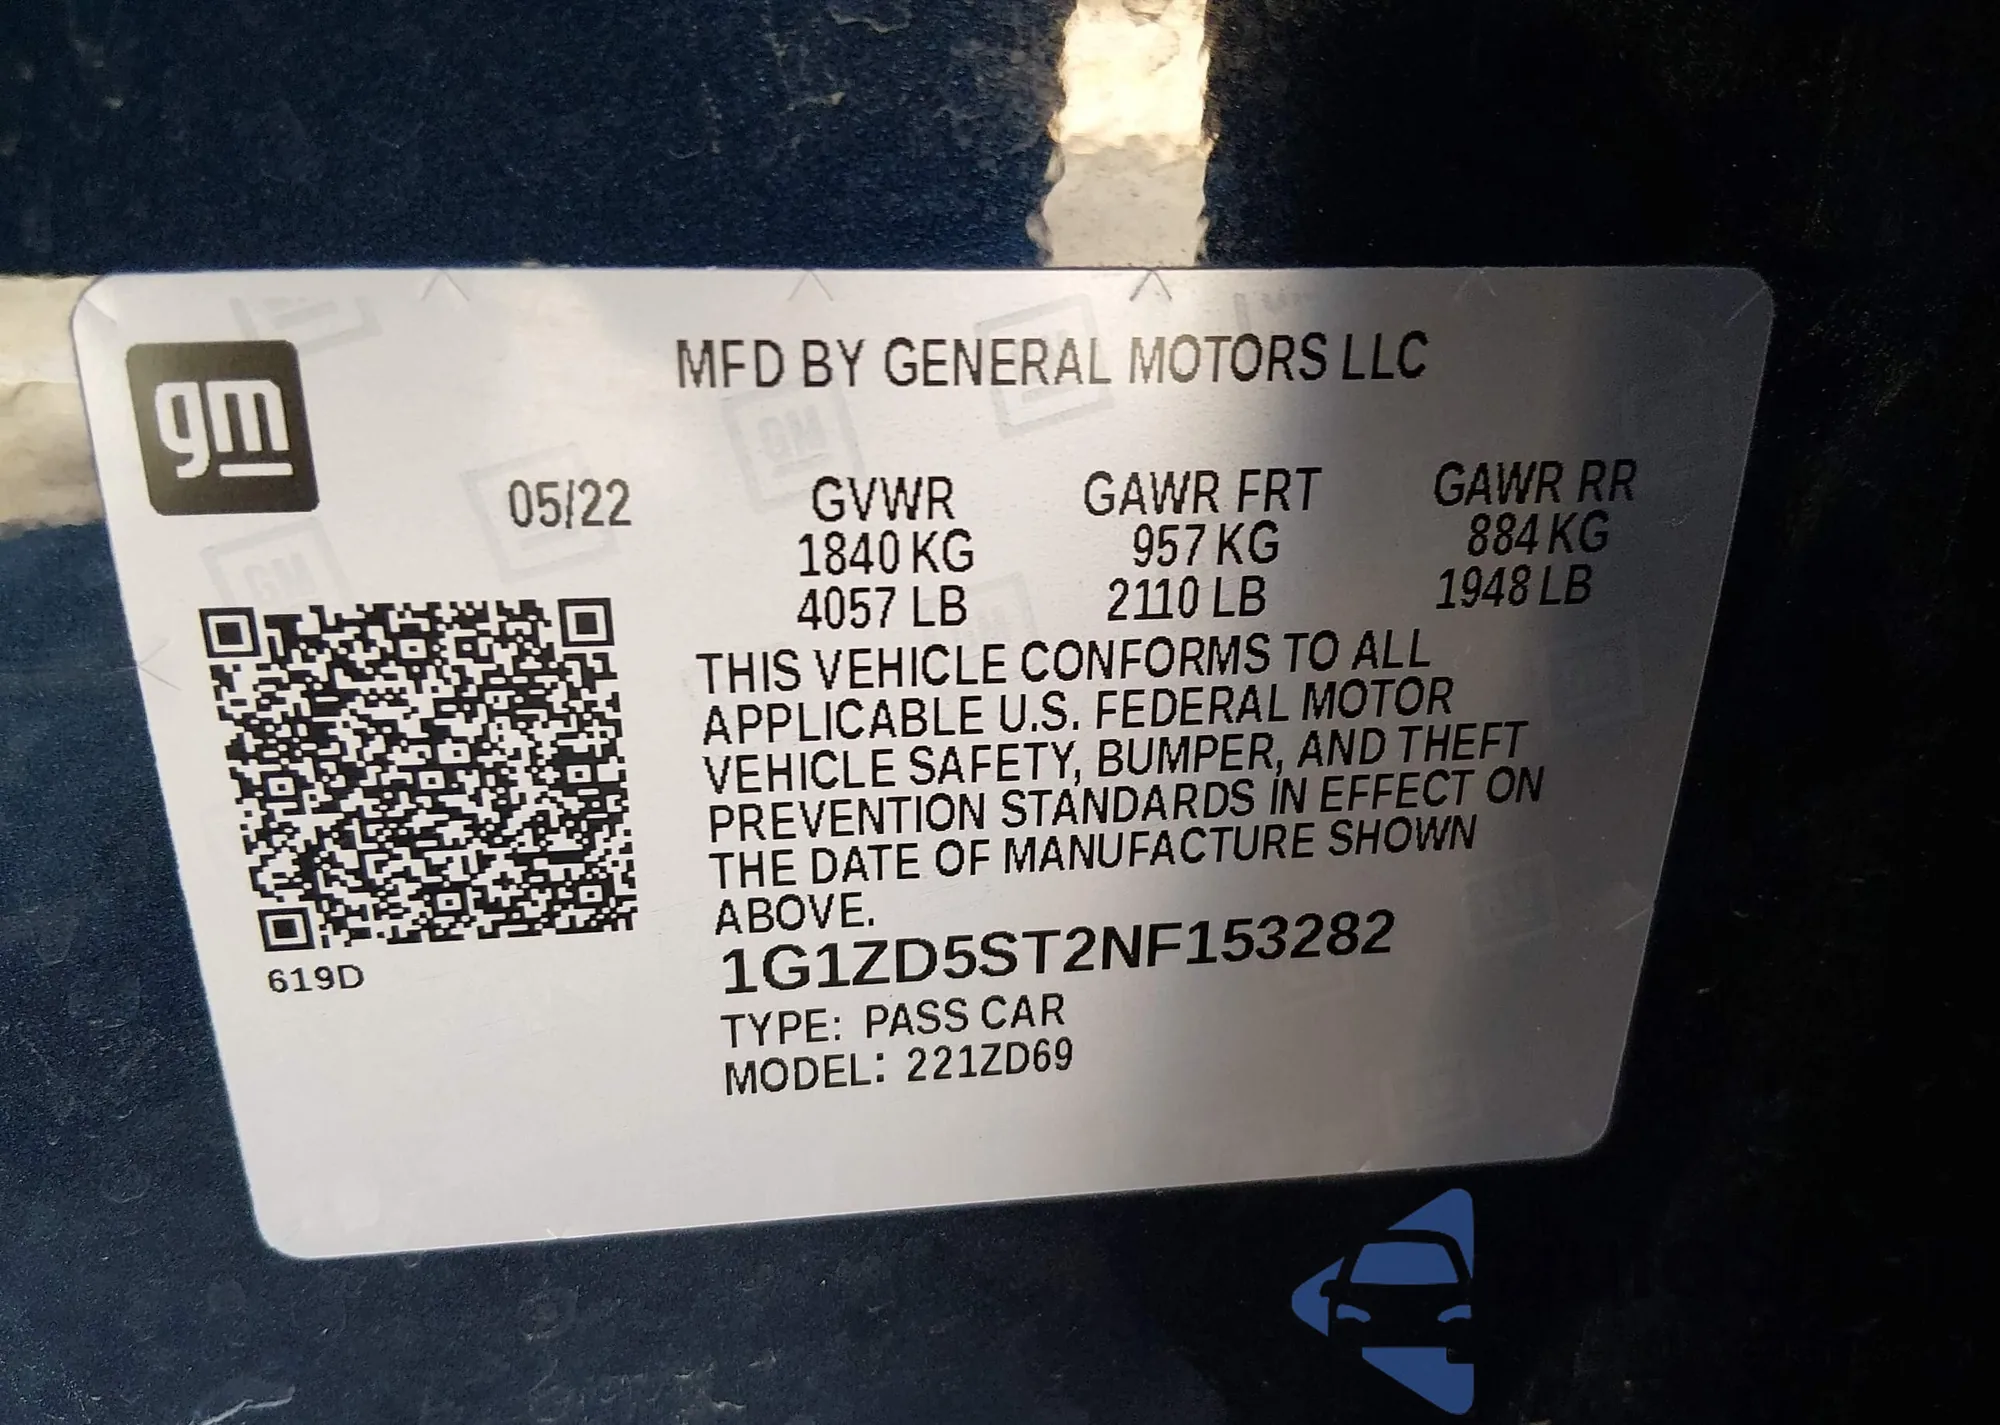 MFD BY GENERAL MOTORS LLC
gm
05/22
GVWR GAWR FRT GAWR RR
1840 KG 957 KG 884 KG
4057 LB 2110 LB 1948 LB
THIS VEHICLE CONFORMS TO ALL
APPLICABLE U.S. FEDERAL MOTOR
VEHICLE SAFETY, BUMPER, AND THEFT
PREVENTION STANDARDS IN EFFECT ON
THE DATE OF MANUFACTURE SHOWN
ABOVE.
619D
1G1ZD5ST2NF153282
TYPE: PASS CAR
MODEL: 221ZD69